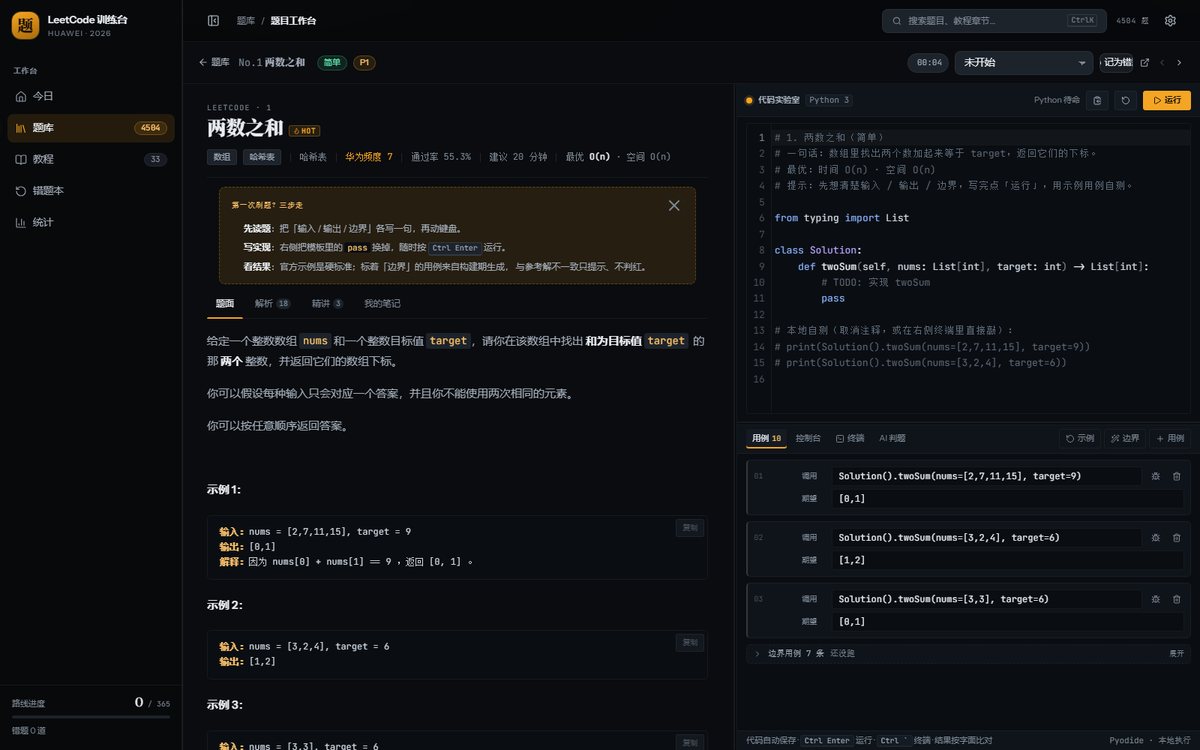 题
LeetCode 训练台
HUAWEI · 2026
工作台
今日
题库 4504
教程 33
错题本
统计
路线进度 0 / 365
错题 0 道
题库 / 题目工作台
搜索题目、教程章节… CtrlK
4504 题
← 题库 No.1 两数之和 简单 P1
00:04
未开始
记为错
LEETCODE · 1
两数之和 HOT
数组 哈希表 哈希表 华为频度 7 通过率 55.3% 建议 20 分钟 最优 O(n) · 空间 O(n)
第一次刷题？三步走
先读题：把「输入 / 输出 / 边界」各写一句，再动键盘。
写实现：右侧把模板里的 pass 换掉，随时按 Ctrl Enter 运行。
看结果：官方示例是硬标准；标着「边界」的用例来自构建期生成，与参考解不一致只提示、不判红。
题面 解析 18 精讲 3 我的笔记
给定一个整数数组 nums 和一个整数目标值 target，请你在该数组中找出 和为目标值 target 的
那 两个 整数，并返回它们的数组下标。
你可以假设每种输入只会对应一个答案，并且你不能使用两次相同的元素。
你可以按任意顺序返回答案。
示例 1：
复制
输入：nums = [2,7,11,15], target = 9
输出：[0,1]
解释：因为 nums[0] + nums[1] == 9 ，返回 [0, 1] 。
示例 2：
复制
输入：nums = [3,2,4], target = 6
输出：[1,2]
示例 3：
复制
输入：nums = [3,3], target = 6
代码实验室 Python 3
Python 待命
运行
1 # 1. 两数之和（简单）
2 # 一句话：数组里找出两个数加起来等于 target，返回它们的下标。
3 # 最优：时间 O(n) · 空间 O(n)
4 # 提示：先想清楚输入 / 输出 / 边界，写完点「运行」，用示例用例自测。
5
6 from typing import List
7
8 class Solution:
9 def twoSum(self, nums: List[int], target: int) -> List[int]:
10 # TODO: 实现 twoSum
11 pass
12
13 # 本地自测（取消注释，或在右侧终端里直接敲）：
14 # print(Solution().twoSum(nums=[2,7,11,15], target=9))
15 # print(Solution().twoSum(nums=[3,2,4], target=6))
16
用例 10 控制台 终端 AI 判题
示例 边界 + 用例
01 调用 Solution().twoSum(nums=[2,7,11,15], target=9)
期望 [0,1]
02 调用 Solution().twoSum(nums=[3,2,4], target=6)
期望 [1,2]
03 调用 Solution().twoSum(nums=[3,3], target=6)
期望 [0,1]
边界用例 7 条 还没跑 展开
代码自动保存· Ctrl Enter 运行· Ctrl ` 终端·结果按字面比对
Pyodide · 本地执行